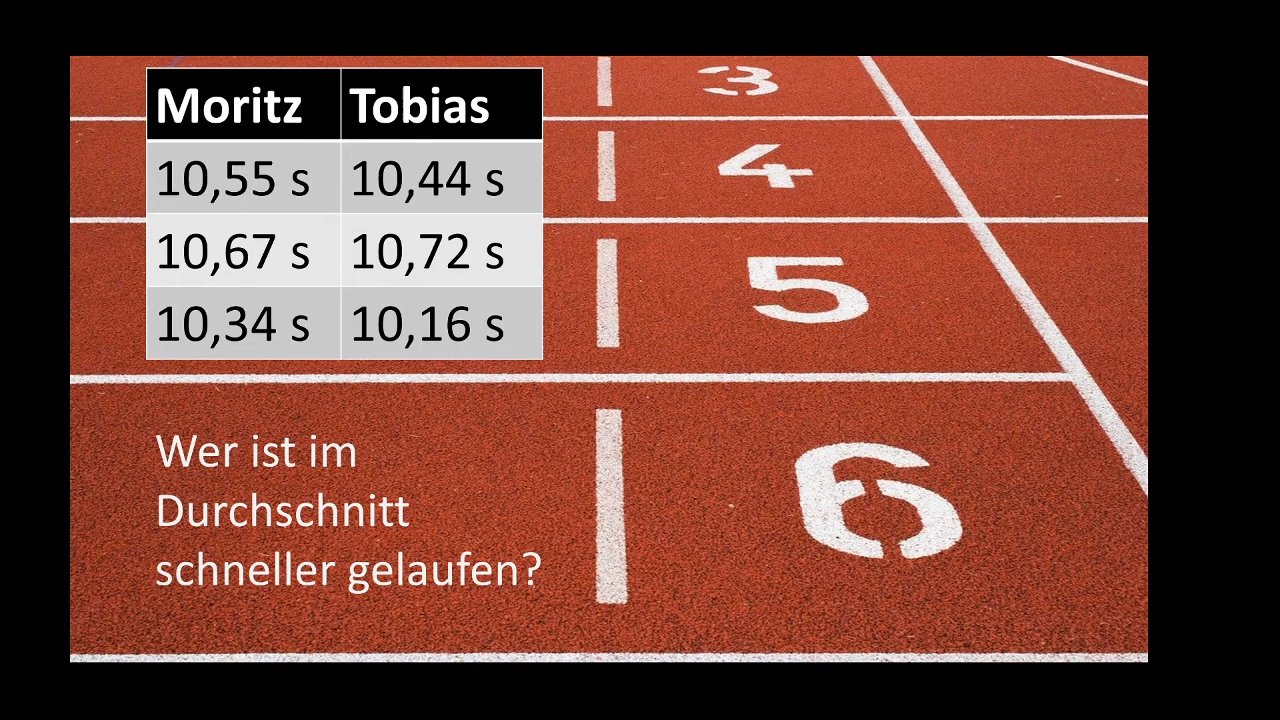 Moritz Tobias
10,55 s 10,44 s
10,67 s 10,72 s
10,34 s 10,16 s
Wer ist im
Durchschnitt
schneller gelaufen?
3
4
5
6